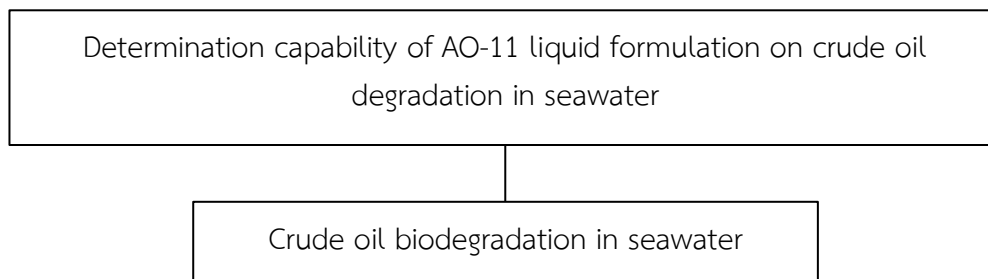 Determination capability of AO-11 liquid formulation on crude oil
degradation in seawater
Crude oil biodegradation in seawater